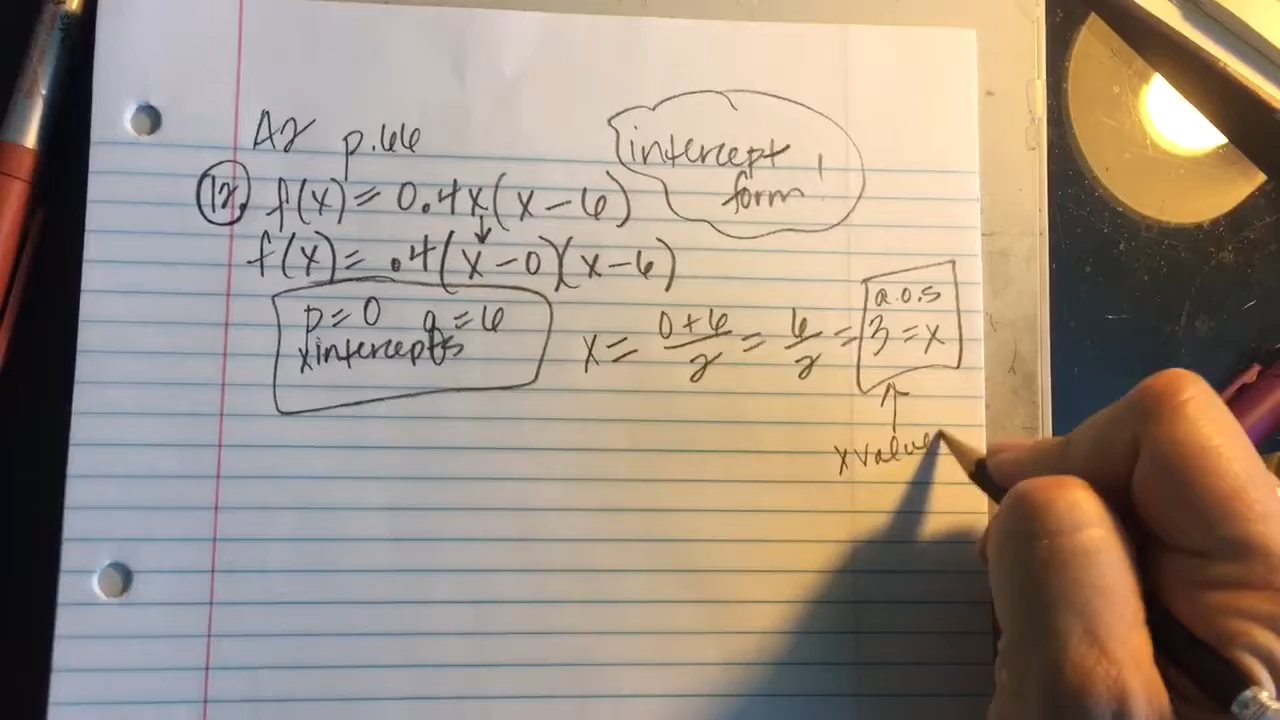 A2 p.66
intercept form!
12. f(x) = 0.4x(x-6)
f(x) = .4(x-0)(x-6)
p=0 q=6
x intercepts
x = 0+6/2 = 6/2 = 3=x
a.o.s
x value